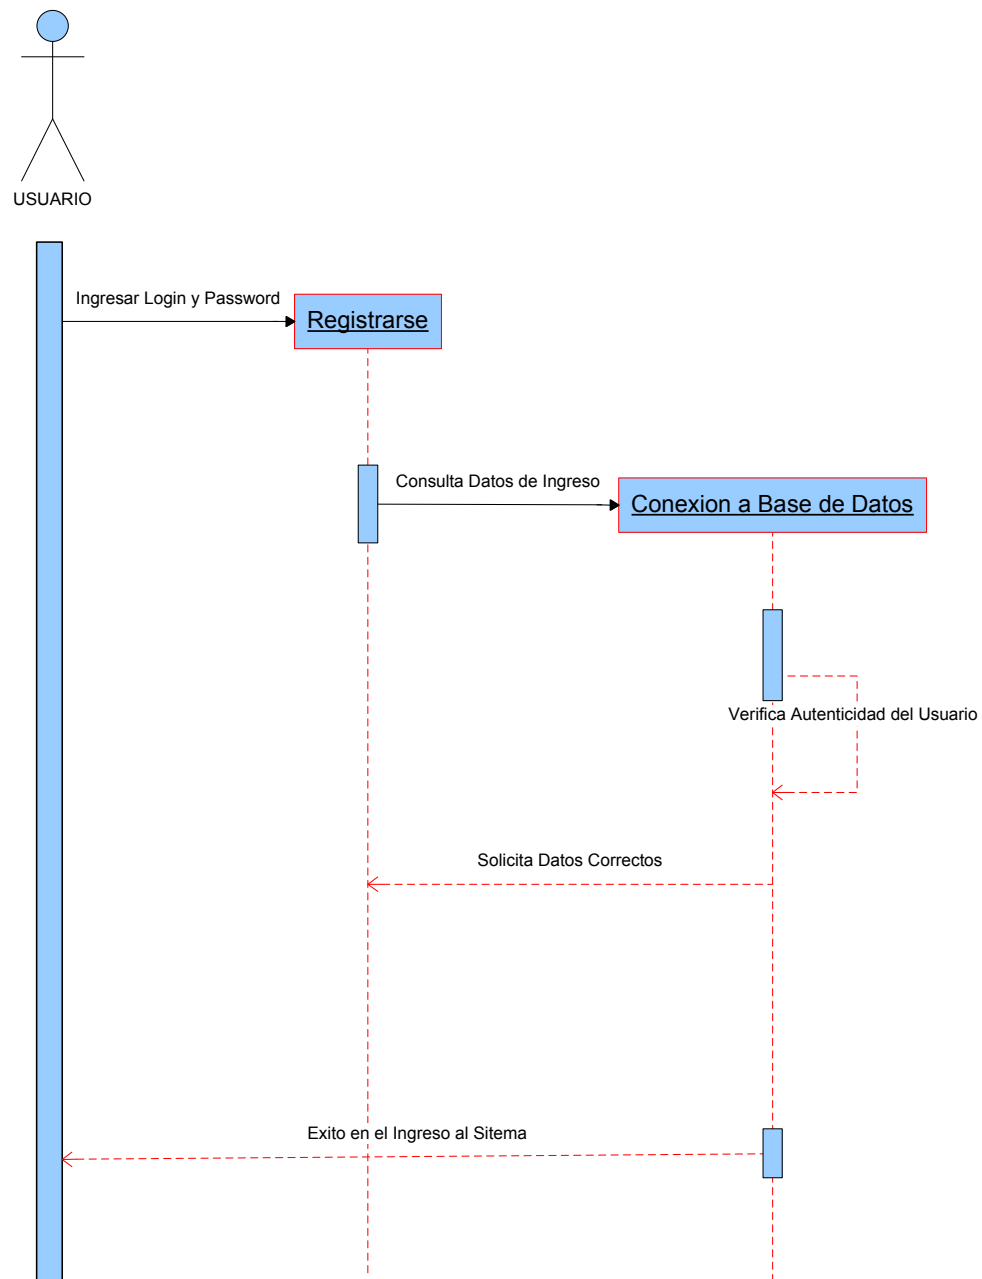 USUARIO
Ingresar Login y Password
Registrarse
Consulta Datos de Ingreso
Conexion a Base de Datos
Verifica Autenticidad del Usuario
Solicita Datos Correctos
Exito en el Ingreso al Sitema